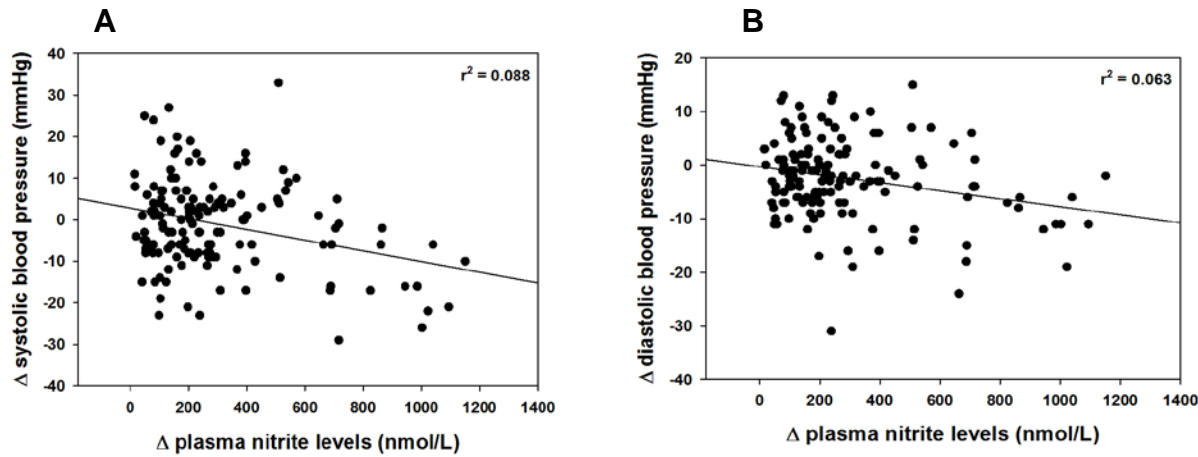 A
Δ systolic blood pressure (mmHg)
40
30
20
10
0
-10
-20
-30
-40
r² = 0.088
0 200 400 600 800 1000 1200 1400
Δ plasma nitrite levels (nmol/L)
B
Δ diastolic blood pressure (mmHg)
20
10
0
-10
-20
-30
-40
r² = 0.063
0 200 400 600 800 1000 1200 1400
Δ plasma nitrite levels (nmol/L)